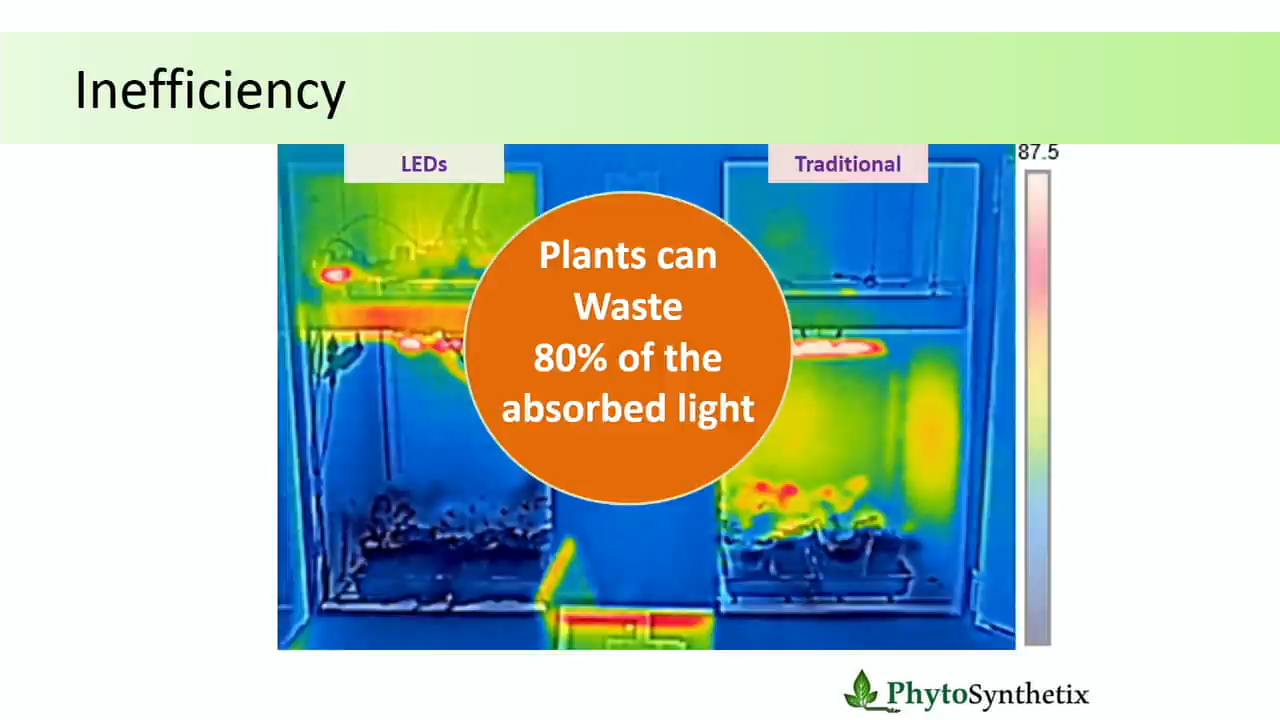 Inefficiency
LEDs
Traditional
87.5
Plants can
Waste
80% of the
absorbed light
PhytoSynthetix